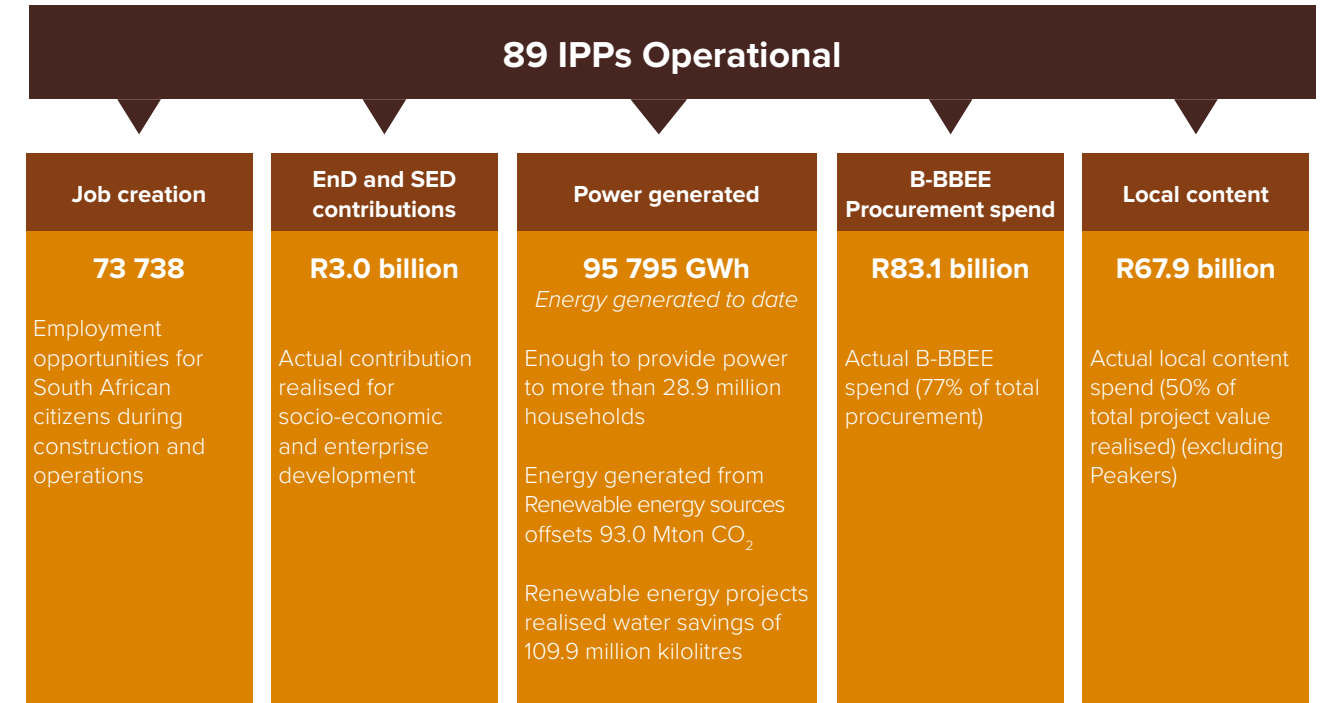 89 IPPs Operational
Job creation
73 738
Employment
opportunities for
South African
citizens during
construction and
operations
EnD and SED
contributions
R3.0 billion
Actual contribution
realised for
socio-economic
and enterprise
development
Power generated
95 795 GWh
Energy generated to date
Enough to provide power
to more than 28.9 million
households
Energy generated from
Renewable energy sources
offsets 93.0 Mton CO₂
Renewable energy projects
realised water savings of
109.9 million kilolitres
B-BBEE
Procurement spend
R83.1 billion
Actual B-BBEE
spend (77% of total
procurement)
Local content
R67.9 billion
Actual local content
spend (50% of
total project value
realised) (excluding
Peakers)